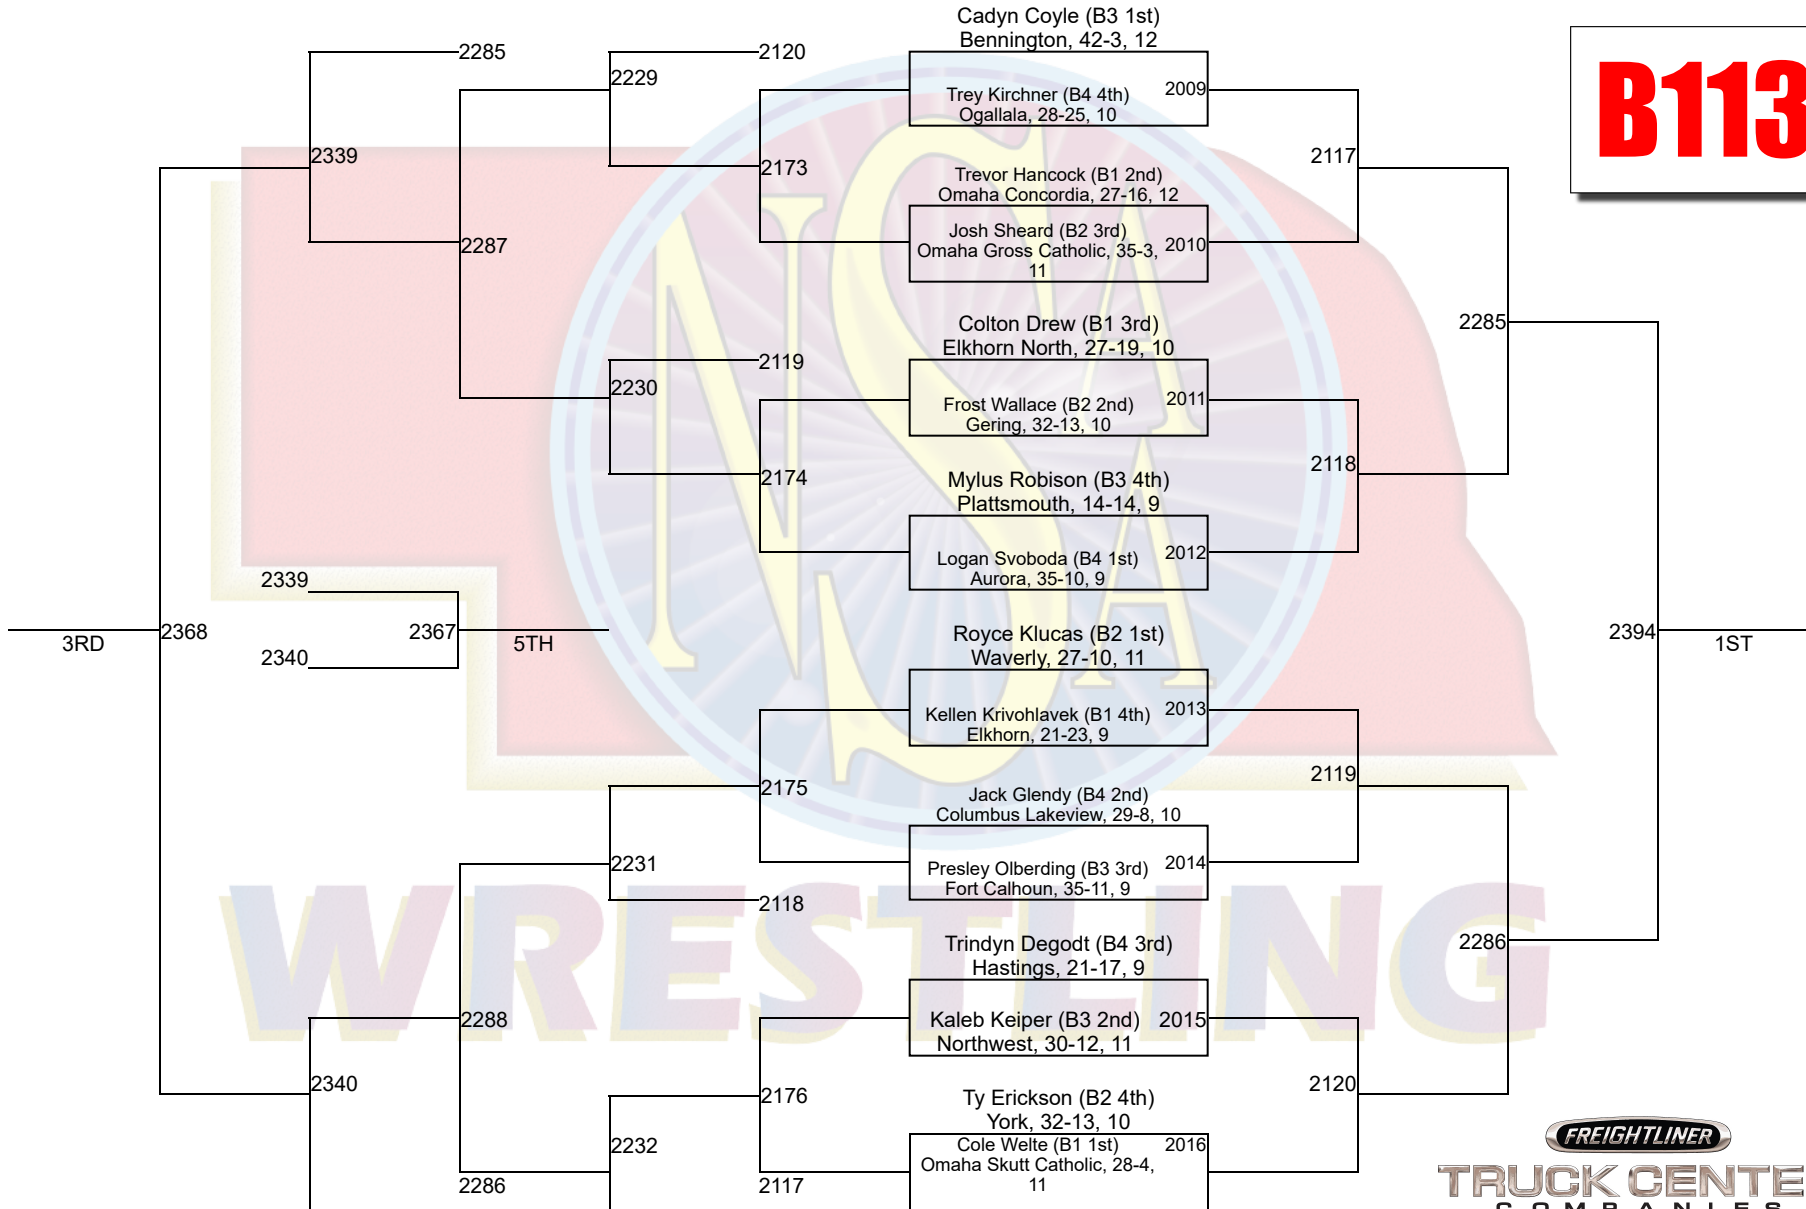 Cadyn Coyle (B3 1st)
Bennington, 42-3, 12
2285
2120
2229
Trey Kirchner (B4 4th)
Ogallala, 28-25, 10
2009
B113
2339
2173
2117
Trevor Hancock (B1 2nd)
Omaha Concordia, 27-16, 12
2287
Josh Sheard (B2 3rd)
Omaha Gross Catholic, 35-3,
11
2010
Colton Drew (B1 3rd)
Elkhorn North, 27-19, 10
2285
2119
2230
Frost Wallace (B2 2nd)
Gering, 32-13, 10
2011
2174
2118
Mylus Robison (B3 4th)
Plattsmouth, 14-14, 9
Logan Svoboda (B4 1st)
Aurora, 35-10, 9
2012
2339
2368
3RD
2367
5TH
2340
Royce Klucas (B2 1st)
Waverly, 27-10, 11
2394
1ST
Kellen Krivohlavek (B1 4th)
Elkhorn, 21-23, 9
2013
2175
2119
Jack Glendy (B4 2nd)
Columbus Lakeview, 29-8, 10
2231
Presley Olberding (B3 3rd)
Fort Calhoun, 35-11, 9
2014
2118
Trindyn Degodt (B4 3rd)
Hastings, 21-17, 9
2286
2288
Kaleb Keiper (B3 2nd)
Northwest, 30-12, 11
2015
2340
2176
2120
Ty Erickson (B2 4th)
York, 32-13, 10
2232
Cole Welte (B1 1st)
Omaha Skutt Catholic, 28-4,
11
2016
2286
2117
NSAA
WRESTLING
FREIGHTLINER
TRUCK CENTE
COMPANIES